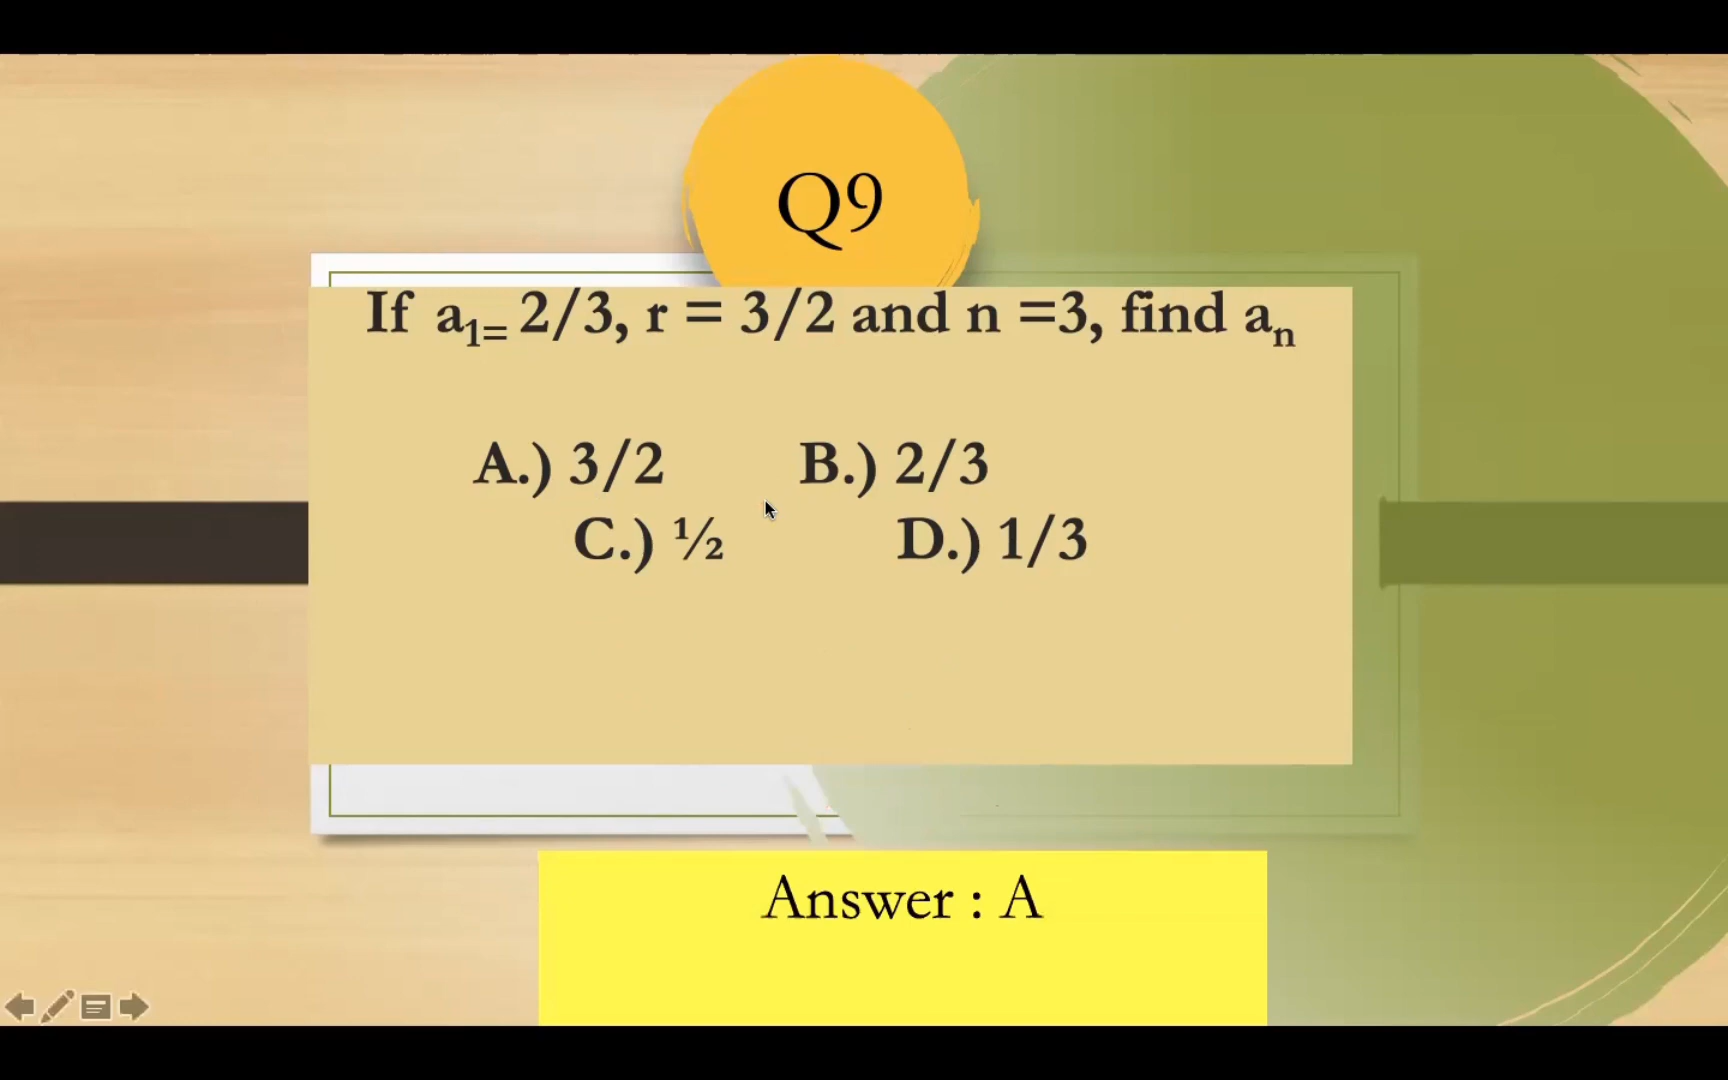 Q9
If a1= 2/3, r = 3/2 and n =3, find an
A.) 3/2 B.) 2/3
C.) ½ D.) 1/3
Answer : A